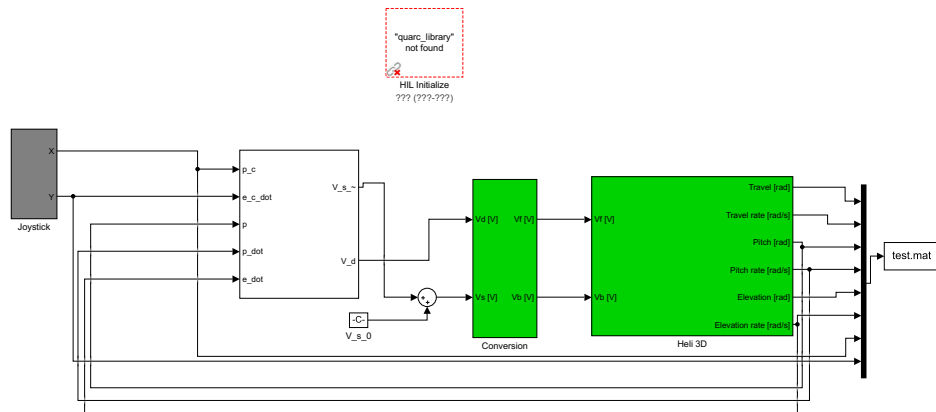 "quarc_library"
not found
HIL Initialize
??? (???-???)
X
Y
Joystick
p_c
e_c_dot
p
p_dot
e_dot
V_s_~
V_d
-C-
V_s_0
Vd [V]
Vs [V]
Vf [V]
Vb [V]
Conversion
Vf [V]
Vb [V]
Travel [rad]
Travel rate [rad/s]
Pitch [rad]
Pitch rate [rad/s]
Elevation [rad]
Elevation rate [rad/s]
Heli 3D
test.mat